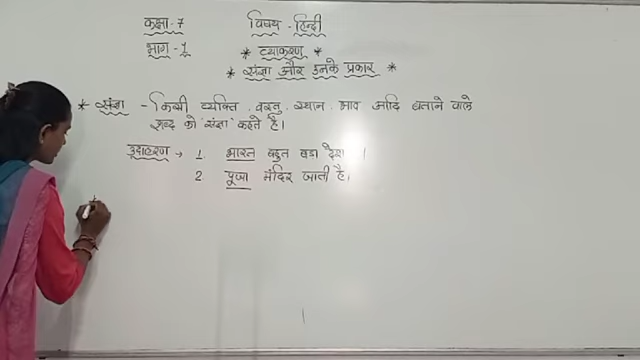 कक्षा - 7 विषय - हिन्दी
भाग - 1 * व्याकरण *
* संज्ञा और उनके प्रकार *
* संज्ञा - किसी व्यक्ति, वस्तु, स्थान, भाव आदि बताने वाले
शब्द को 'संज्ञा' कहते है।
उदाहरण → 1. भारत बहुत बडा देश ।
2 पूजा मंदिर जाती है।